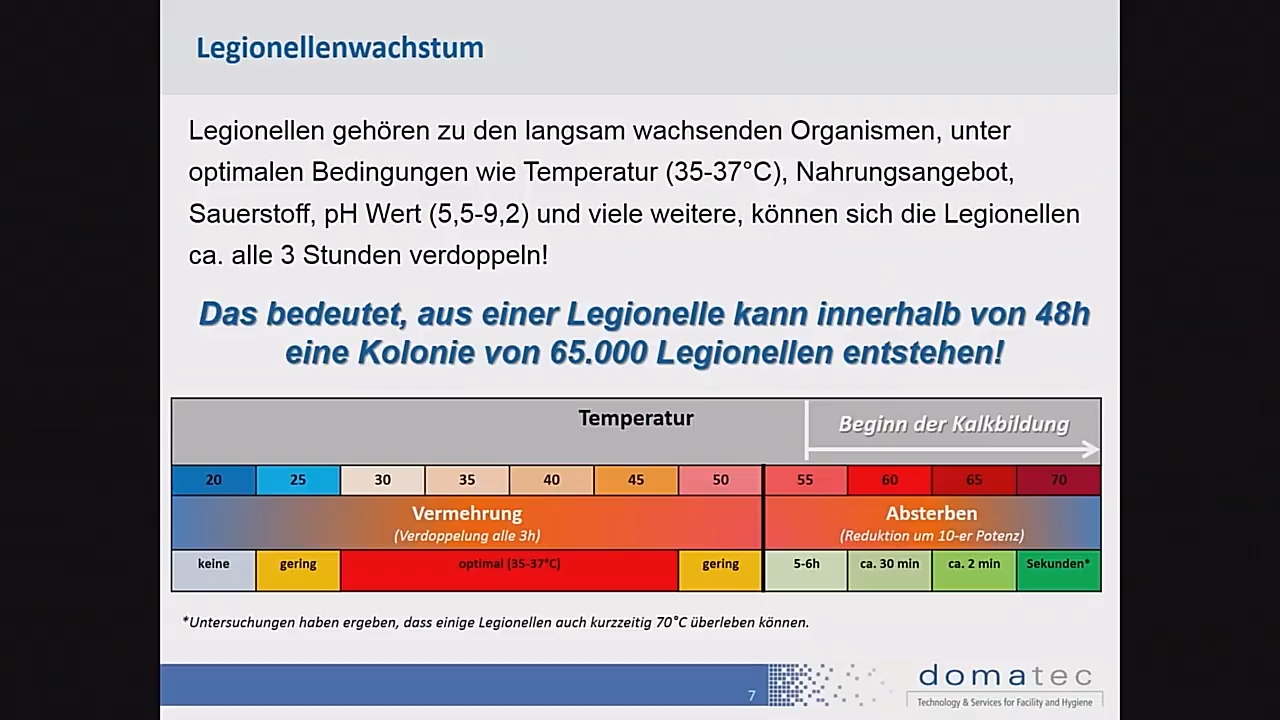 Legionellenwachstum
Legionellen gehören zu den langsam wachsenden Organismen, unter
optimalen Bedingungen wie Temperatur (35-37°C), Nahrungsangebot,
Sauerstoff, pH Wert (5,5-9,2) und viele weitere, können sich die Legionellen
ca. alle 3 Stunden verdoppeln!
Das bedeutet, aus einer Legionelle kann innerhalb von 48h
eine Kolonie von 65.000 Legionellen entstehen!
Temperatur
Beginn der Kalkbildung
20 25 30 35 40 45 50 55 60 65 70
Vermehrung
(Verdoppelung alle 3h)
Absterben
(Reduktion um 10-er Potenz)
keine gering optimal (35-37°C) gering 5-6h ca. 30 min ca. 2 min Sekunden*
*Untersuchungen haben ergeben, dass einige Legionellen auch kurzzeitig 70°C überleben können.
7
domatec
Technology & Services for Facility and Hygiene